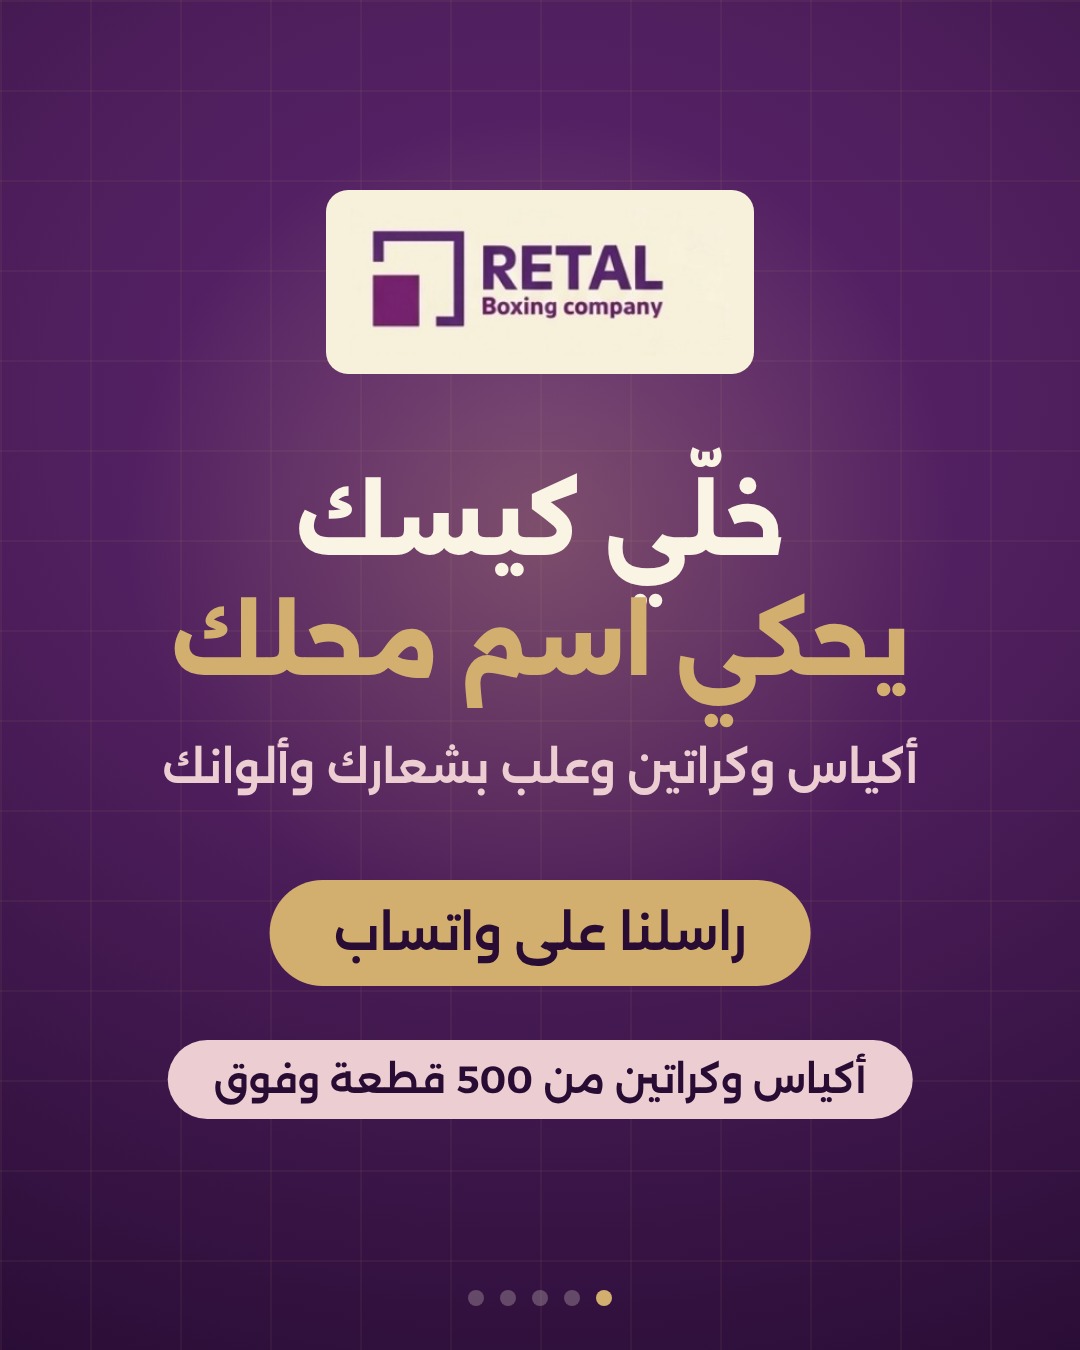 RETAL
Boxing company
خلّي كيسك
يحكي اسم محلك
أكياس وكراتين وعلب بشعارك وألوانك
راسلنا على واتساب
أكياس وكراتين من 500 قطعة وفوق